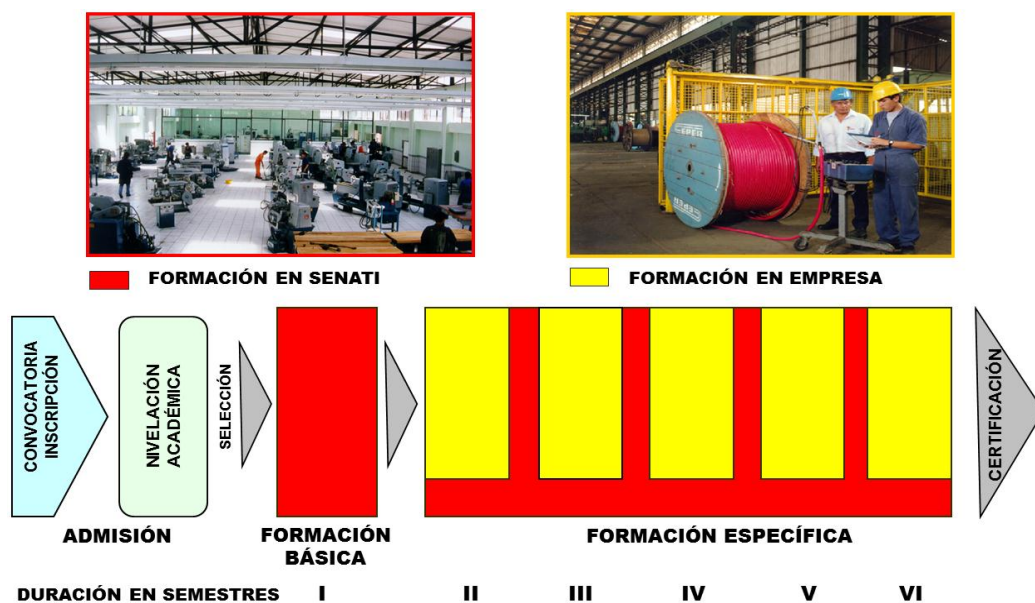 FORMACIÓN EN SENATI
FORMACIÓN EN EMPRESA
CONVOCATORIA
INSCRIPCIÓN
NIVELACIÓN
ACADÉMICA
SELECCIÓN
CERTIFICACIÓN
ADMISIÓN
FORMACIÓN
BÁSICA
FORMACIÓN ESPECÍFICA
DURACIÓN EN SEMESTRES I II III IV V VI